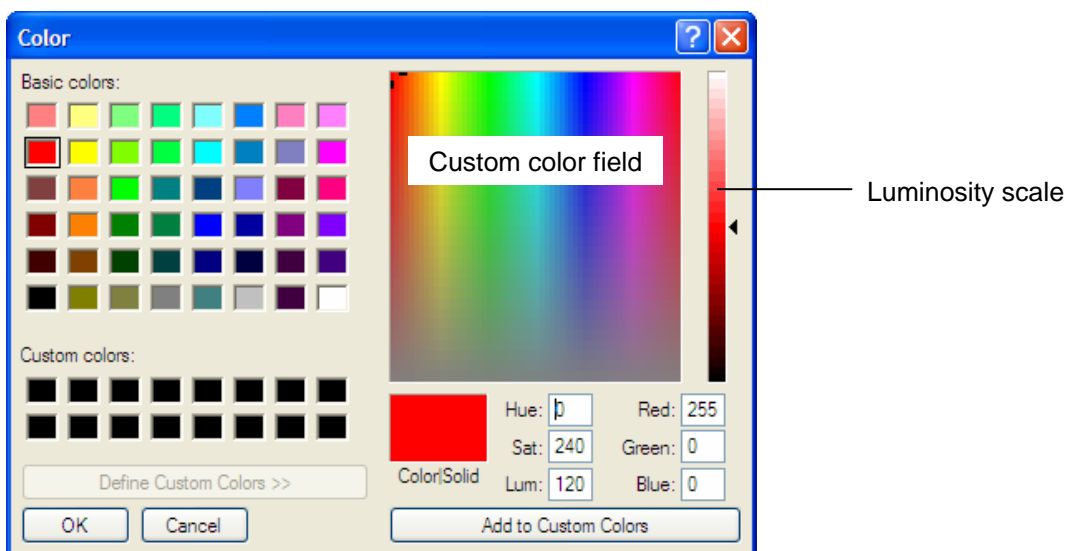 Color
?
Basic colors:
Custom color field
Luminosity scale
Custom colors:
Hue: 0
Red: 255
Sat: 240
Green: 0
Color|Solid
Lum: 120
Blue: 0
Define Custom Colors >>
OK
Cancel
Add to Custom Colors